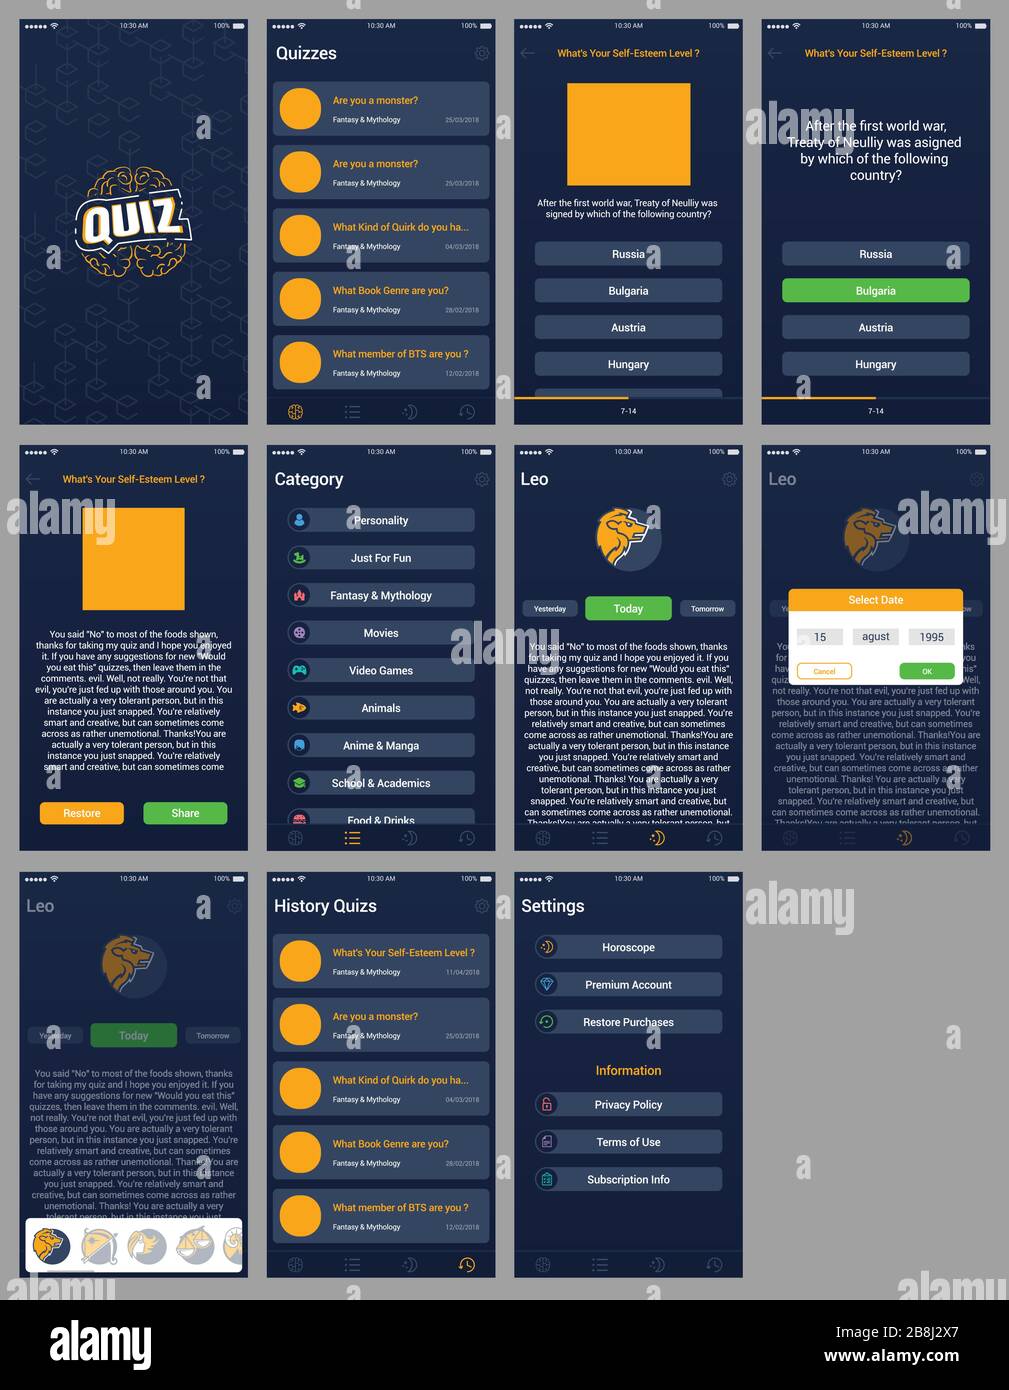 10:30 AM 100%
QUIZ
10:30 AM 100%
Quizzes
Are you a monster?
Fantasy & Mythology 25/03/2018
Are you a monster?
Fantasy & Mythology 25/03/2018
What Kind of Quirk do you ha...
Fantasy & Mythology 04/03/2018
What Book Genre are you?
Fantasy & Mythology 28/02/2018
What member of BTS are you ?
Fantasy & Mythology 12/02/2018
10:30 AM 100%
What's Your Self-Esteem Level ?
After the first world war, Treaty of Neulliy was
signed by which of the following country?
Russia
Bulgaria
Austria
Hungary
7-14
10:30 AM 100%
What's Your Self-Esteem Level ?
After the first world war,
Treaty of Neulliy was asigned
by which of the following
country?
Russia
Bulgaria
Austria
Hungary
7-14
10:30 AM 100%
What's Your Self-Esteem Level ?
You said "No" to most of the foods shown,
thanks for taking my quiz and I hope you enjoyed
it. If you have any suggestions for new "Would
you eat this" quizzes, then leave them in the
comments. evil. Well, not really. You're not that
evil, you're just fed up with those around you. You
are actually a very tolerant person, but in this
instance you just snapped. You're relatively
smart and creative, but can sometimes come
across as rather unemotional. Thanks!You are
actually a very tolerant person, but in this
instance you just snapped. You're relatively
smart and creative, but can sometimes come
Restore Share
10:30 AM 100%
Category
Personality
Just For Fun
Fantasy & Mythology
Movies
Video Games
Animals
Anime & Manga
School & Academics
Food & Drinks
10:30 AM 100%
Leo
Yesterday Today Tomorrow
You said "No" to most of the foods shown, thanks
for taking my quiz and I hope you enjoyed it. If you
have any suggestions for new "Would you eat this"
quizzes, then leave them in the comments. evil. Well,
not really. You're not that evil, you're just fed up with
those around you. You are actually a very tolerant
person, but in this instance you just snapped. You're
relatively smart and creative, but can sometimes
come across as rather unemotional. Thanks!You are
actually a very tolerant person, but in this instance
you just snapped. You're relatively smart and
creative, but can sometimes come across as rather
unemotional. Thanks! You are actually a very
tolerant person, but in this instance you just
snapped. You're relatively smart and creative, but
can sometimes come across as rather unemotional.
Thanks!You are actually a very tolerant person, but
10:30 AM 100%
Leo
Select Date
15 agust 1995
Cancel OK
Well,
not really. You're not that evil, you're just fed up with
those around you. You are actually a very tolerant
person, but in this instance you just snapped. You're
relatively smart and creative, but can sometimes
come across as rather unemotional. Thanks!You are
actually a very tolerant person, but in this instance
you just snapped. You're relatively smart and
creative, but can sometimes come across as rather
unemotional. Thanks! You are actually a very
tolerant person, but in this instance you just
snapped. You're relatively smart and creative, but
can sometimes come across as rather unemotional.
Thanks!You are actually a very tolerant person, but
10:30 AM 100%
Leo
Yesterday Today Tomorrow
You said "No" to most of the foods shown, thanks
for taking my quiz and I hope you enjoyed it. If you
have any suggestions for new "Would you eat this"
quizzes, then leave them in the comments. evil. Well,
not really. You're not that evil, you're just fed up with
those around you. You are actually a very tolerant
person, but in this instance you just snapped. You're
relatively smart and creative, but can sometimes
come across as rather unemotional. Thanks!You are
actually a very tolerant person, but in this instance
you just snapped. You're relatively smart and
creative, but can sometimes come across as rather
unemotional. Thanks! You are actually a very
tolerant person, but in this instance you just
10:30 AM 100%
History Quizs
What's Your Self-Esteem Level ?
Fantasy & Mythology 11/04/2018
Are you a monster?
Fantasy & Mythology 25/03/2018
What Kind of Quirk do you ha...
Fantasy & Mythology 04/03/2018
What Book Genre are you?
Fantasy & Mythology 28/02/2018
What member of BTS are you ?
Fantasy & Mythology 12/02/2018
10:30 AM 100%
Settings
Horoscope
Premium Account
Restore Purchases
Information
Privacy Policy
Terms of Use
Subscription Info
alamy
Image ID: 2B8J2X7
www.alamy.com